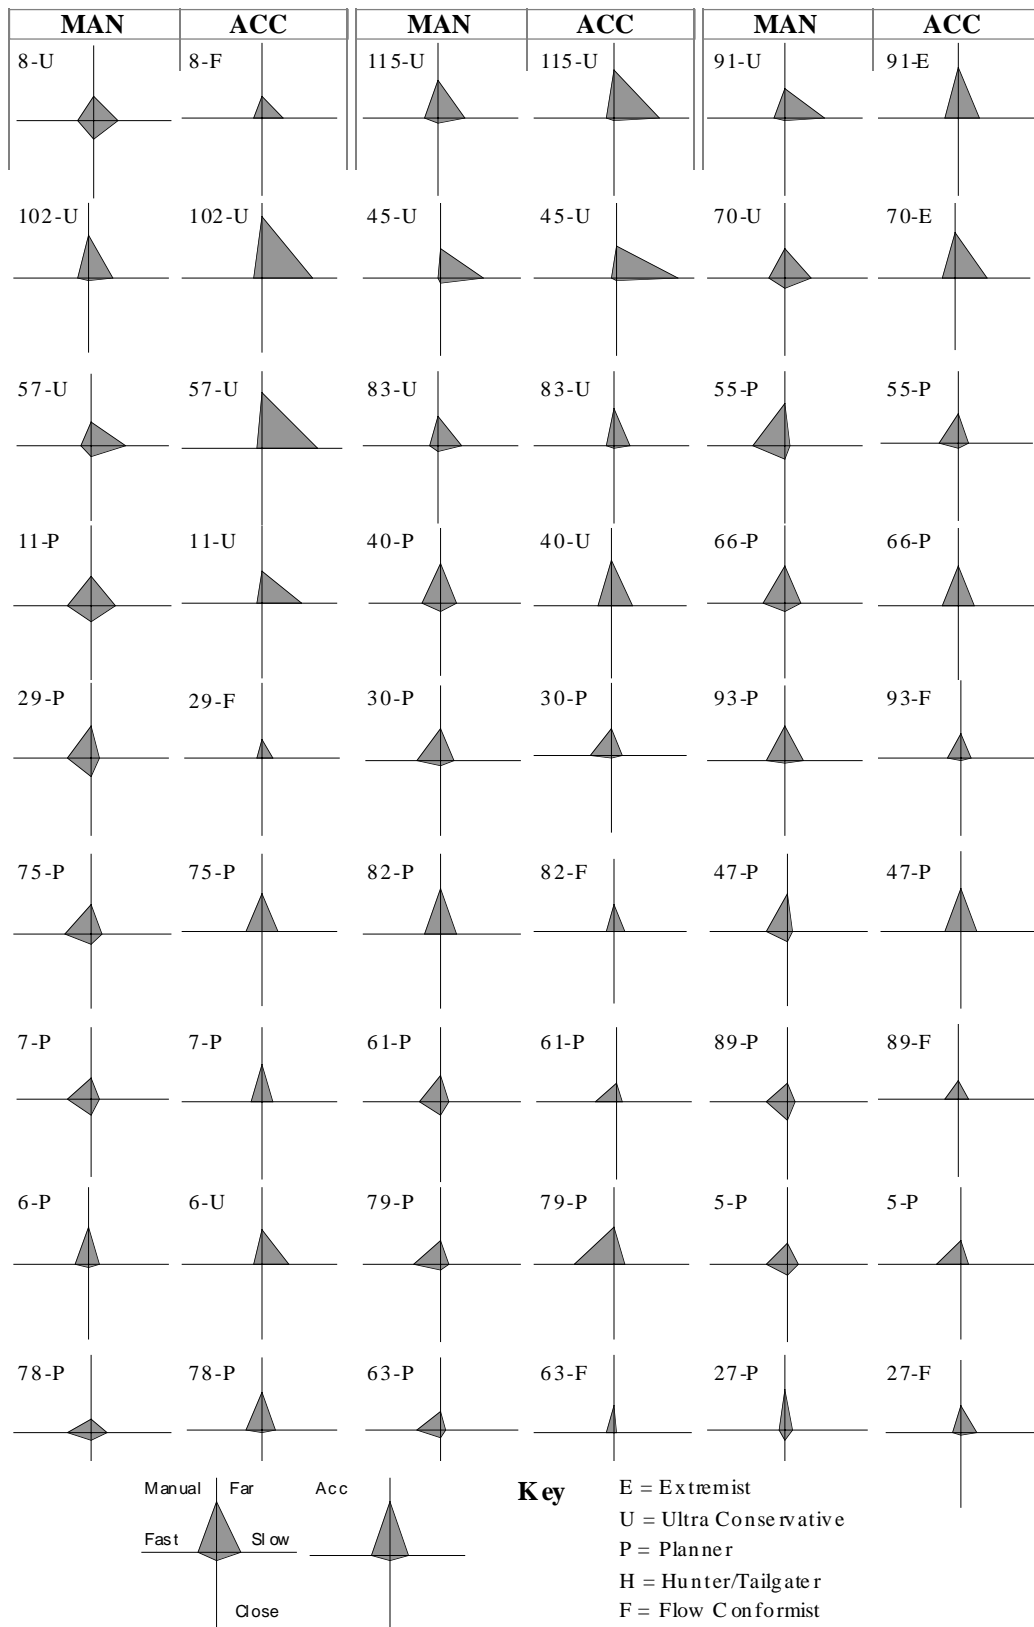 MAN ACC MAN ACC MAN ACC
8-U 8-F 115-U 115-U 91-U 91-E
102-U 102-U 45-U 45-U 70-U 70-E
57-U 57-U 83-U 83-U 55-P 55-P
11-P 11-U 40-P 40-U 66-P 66-P
29-P 29-F 30-P 30-P 93-P 93-F
75-P 75-P 82-P 82-F 47-P 47-P
7-P 7-P 61-P 61-P 89-P 89-F
6-P 6-U 79-P 79-P 5-P 5-P
78-P 78-P 63-P 63-F 27-P 27-F
Manual Far Acc
Fast Slow
Close
Key
E = Extremist
U = Ultra Conservative
P = Planner
H = Hunter/Tailgater
F = Flow Conformist